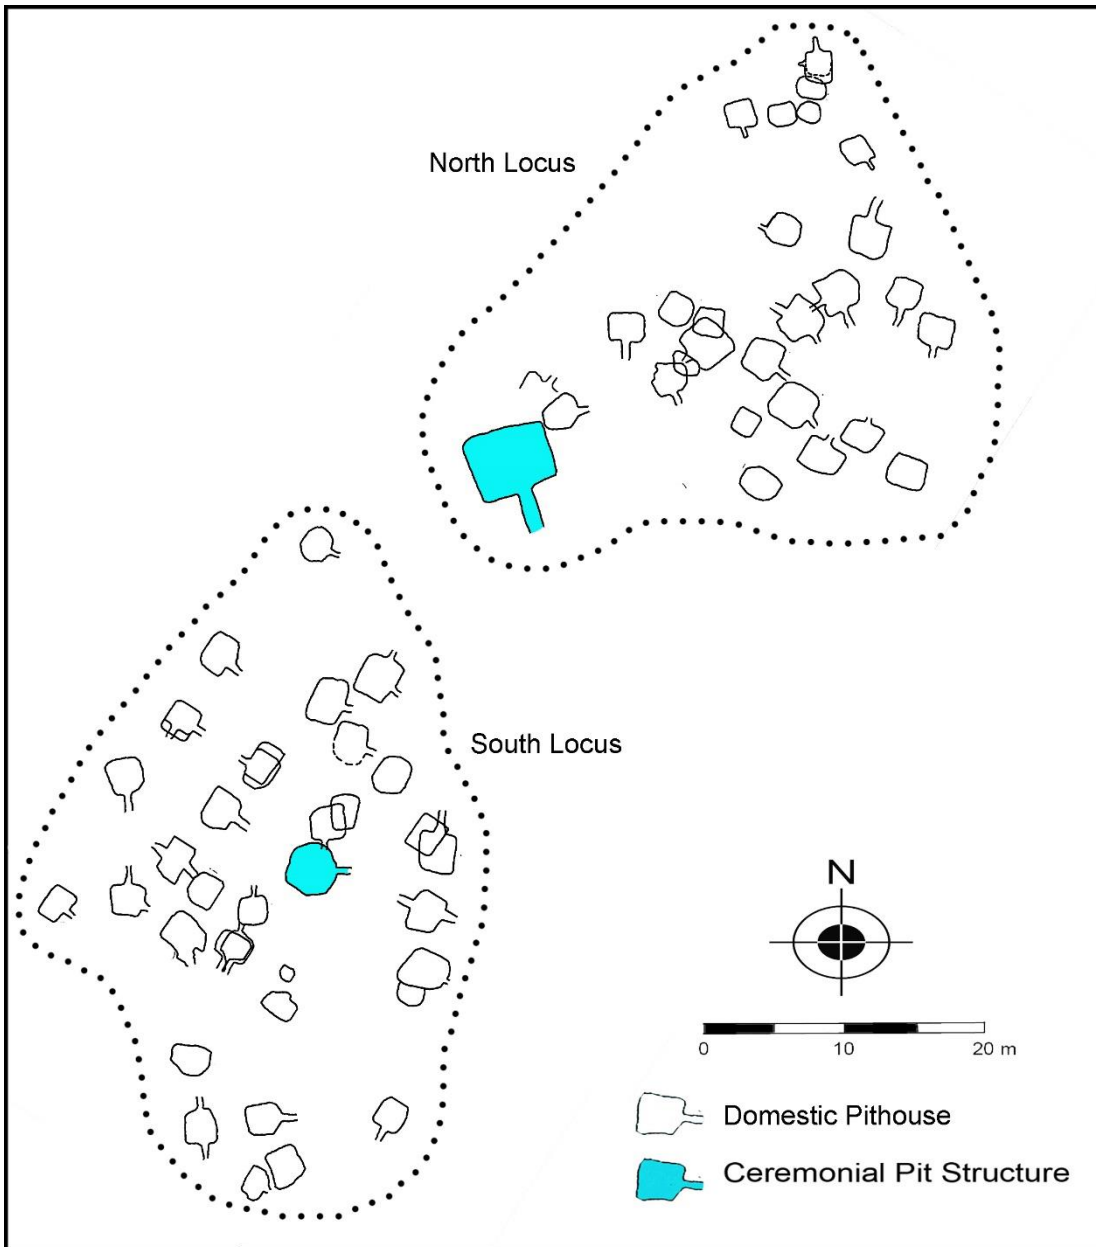 North Locus
South Locus
N
0 10 20 m
Domestic Pithouse
Ceremonial Pit Structure